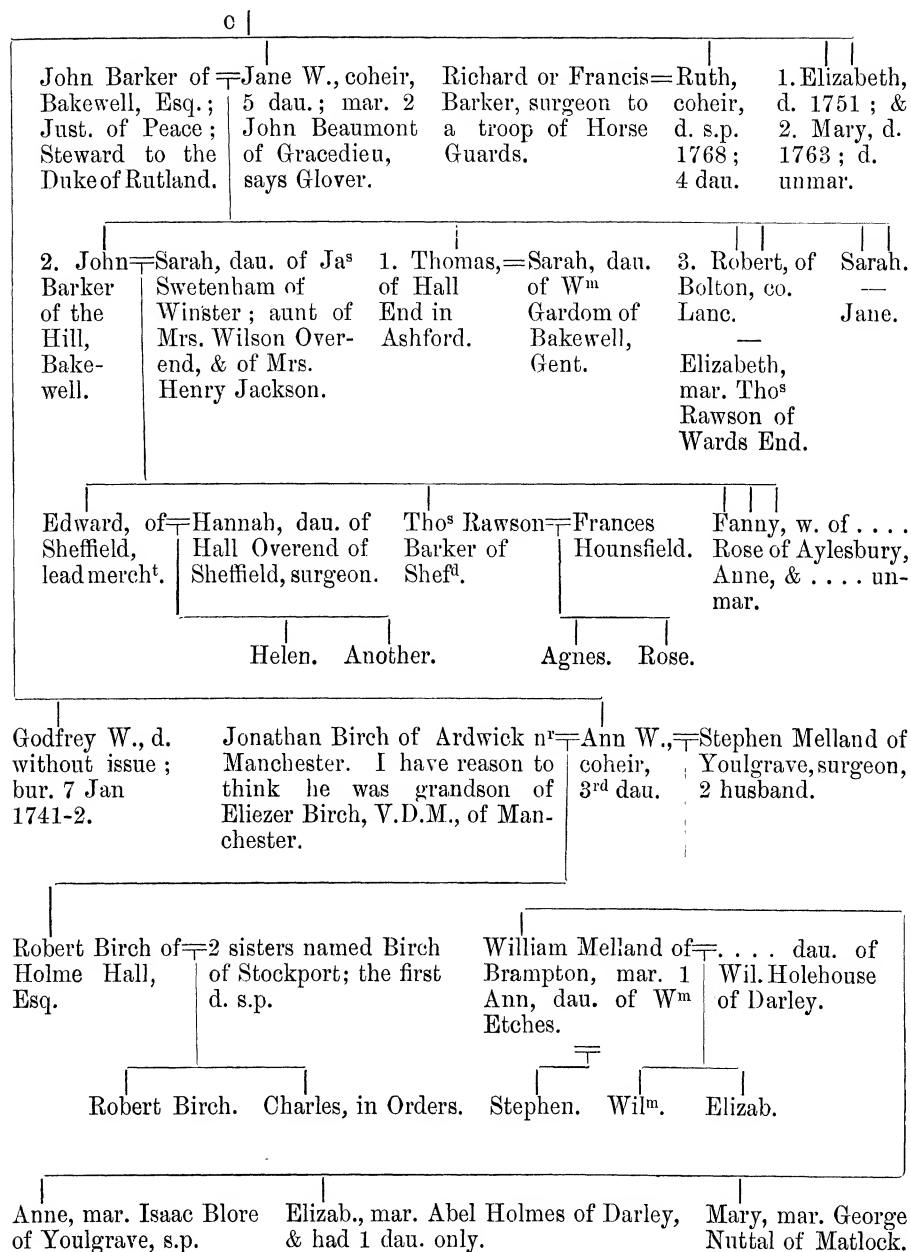 C
John Barker of
Bakewell, Esq.;
Just. of Peace;
Steward to the
Duke of Rutland.
Jane W., coheir,
5 dau.; mar. 2
John Beaumont
of Gracedieu,
says Glover.
Richard or Francis
Barker, surgeon to
a troop of Horse
Guards.
Ruth,
coheir,
d. s.p.
1768;
4 dau.
1. Elizabeth,
d. 1751; &
2. Mary, d.
1763; d.
unmar.
2. John
Barker
of the
Hill,
Bake-
well.
Sarah, dau. of Jaˢ
Swetenham of
Winster; aunt of
Mrs. Wilson Over-
end, & of Mrs.
Henry Jackson.
1. Thomas,
of Hall
End in
Ashford.
Sarah, dau.
of Wᵐ
Gardom of
Bakewell,
Gent.
3. Robert, of
Bolton, co.
Lanc.
—
Elizabeth,
mar. Thoˢ
Rawson of
Wards End.
Sarah.
—
Jane.
Edward, of
Sheffield,
lead merchᵗ.
Hannah, dau. of
Hall Overend of
Sheffield, surgeon.
Thoˢ Rawson
Barker of
Shefᵈ.
Frances
Hounsfield.
Fanny, w. of . . . .
Rose of Aylesbury,
Anne, & . . . . un-
mar.
Helen. Another.
Agnes. Rose.
Godfrey W., d.
without issue;
bur. 7 Jan
1741-2.
Jonathan Birch of Ardwick nʳ
Manchester. I have reason to
think he was grandson of
Eliezer Birch, V.D.M., of Man-
chester.
Ann W.,
coheir,
3ʳᵈ dau.
Stephen Melland of
Youlgrave, surgeon,
2 husband.
Robert Birch of
Holme Hall,
Esq.
2 sisters named Birch
of Stockport; the first
d. s.p.
William Melland of
Brampton, mar. 1
Ann, dau. of Wᵐ
Etches.
. . . . dau. of
Wil. Holehouse
of Darley.
Robert Birch. Charles, in Orders. Stephen. Wilᵐ. Elizab.
Anne, mar. Isaac Blore
of Youlgrave, s.p.
Elizab., mar. Abel Holmes of Darley,
& had 1 dau. only.
Mary, mar. George
Nuttal of Matlock.